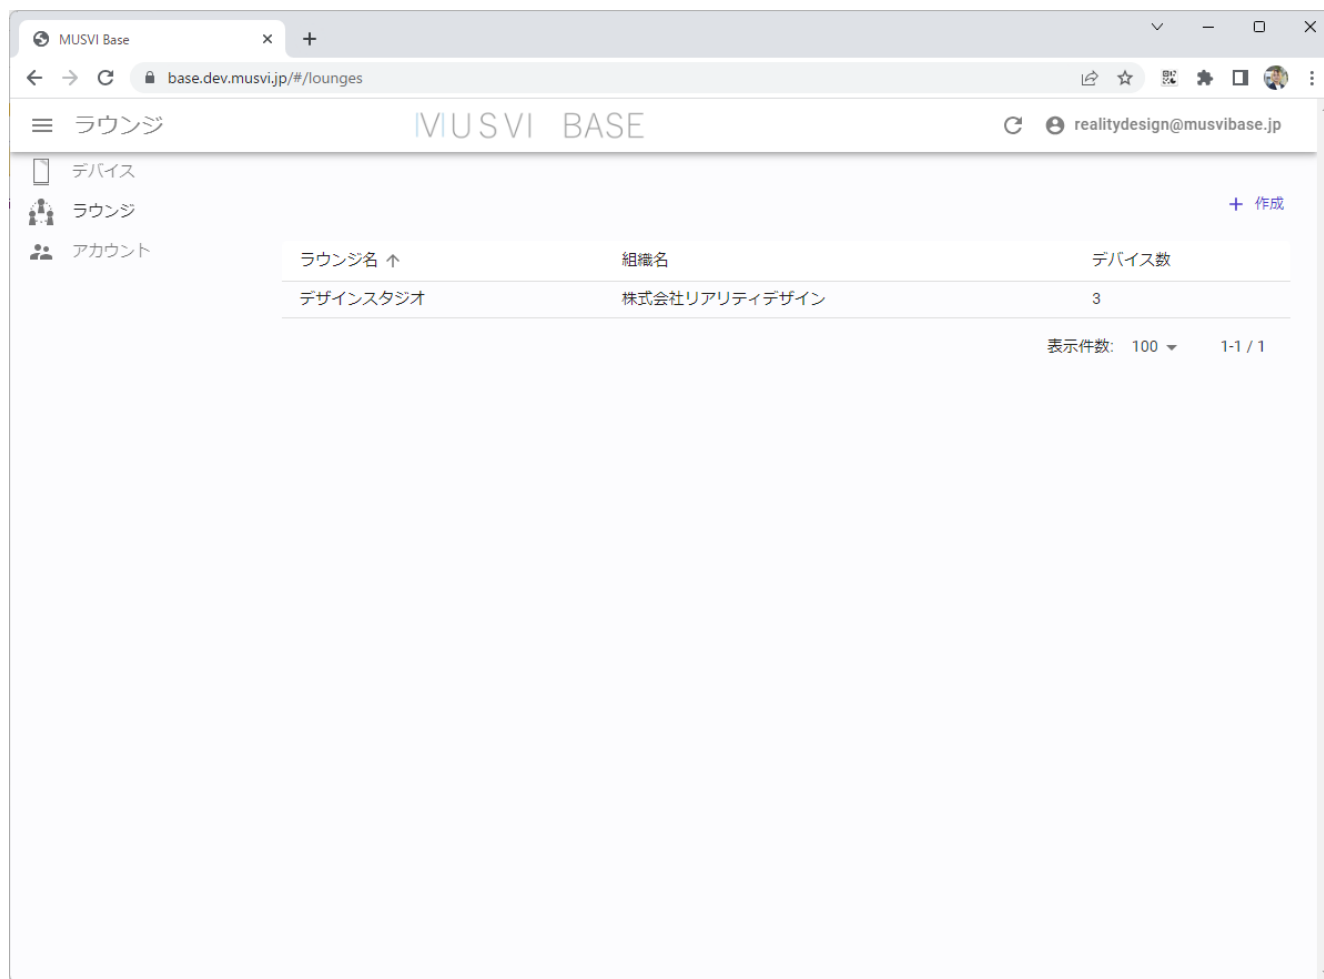 MUSVI Base
base.dev.musvi.jp/#/lounges
ラウンジ MUSVI BASE realitydesign@musvibase.jp
デバイス
ラウンジ
アカウント
+ 作成
ラウンジ名 ↑ 組織名 デバイス数
デザインスタジオ 株式会社リアリティデザイン 3
表示件数: 100 1-1 / 1